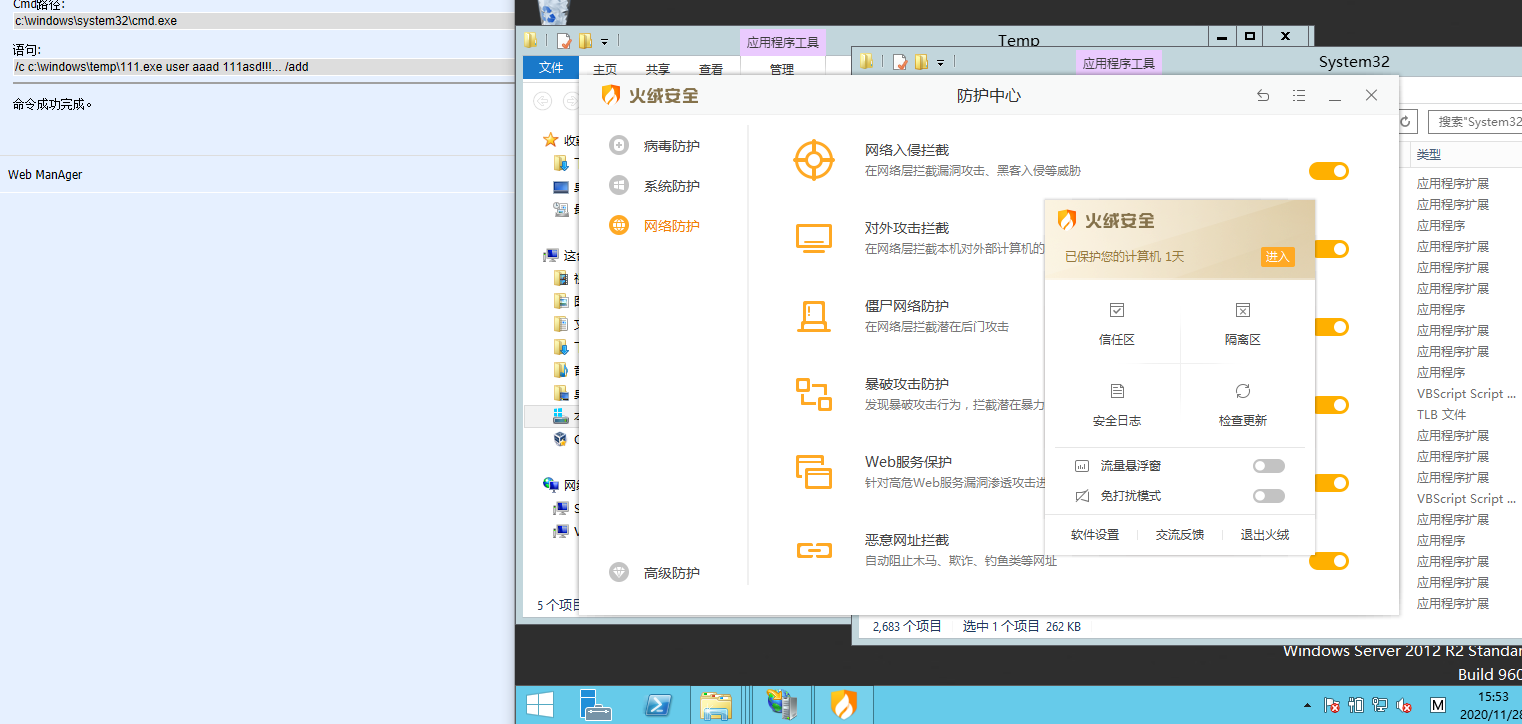 Cmd路径:
c:\windows\system32\cmd.exe
语句:
/c c:\windows\temp\111.exe user aaad 111asd!!!... /add
命令成功完成。
Web ManAger
应用程序工具
Temp
文件
主页
共享
查看
管理
应用程序工具
System32
搜索"System32
类型
火绒安全
防护中心
病毒防护
系统防护
网络防护
高级防护
网络入侵拦截
在网络层拦截漏洞攻击、黑客入侵等威胁
对外攻击拦截
在网络层拦截本机对外部计算机的
僵尸网络防护
在网络层拦截潜在后门攻击
暴破攻击防护
发现暴破攻击行为，拦截潜在暴力
Web服务保护
针对高危Web服务漏洞渗透攻击进
恶意网址拦截
自动阻止木马、欺诈、钓鱼类等网址
火绒安全
已保护您的计算机 1天
进入
信任区
隔离区
安全日志
检查更新
流量悬浮窗
免打扰模式
软件设置
交流反馈
退出火绒
应用程序扩展
应用程序扩展
应用程序
应用程序扩展
应用程序扩展
应用程序扩展
应用程序
应用程序扩展
应用程序扩展
应用程序
VBScript Script ...
TLB 文件
应用程序扩展
应用程序扩展
应用程序扩展
VBScript Script ...
应用程序扩展
应用程序
应用程序扩展
应用程序扩展
应用程序扩展
5 个项目
2,683 个项目
选中 1 个项目 262 KB
Windows Server 2012 R2 Standar
Build 960
M
15:53
2020/11/28